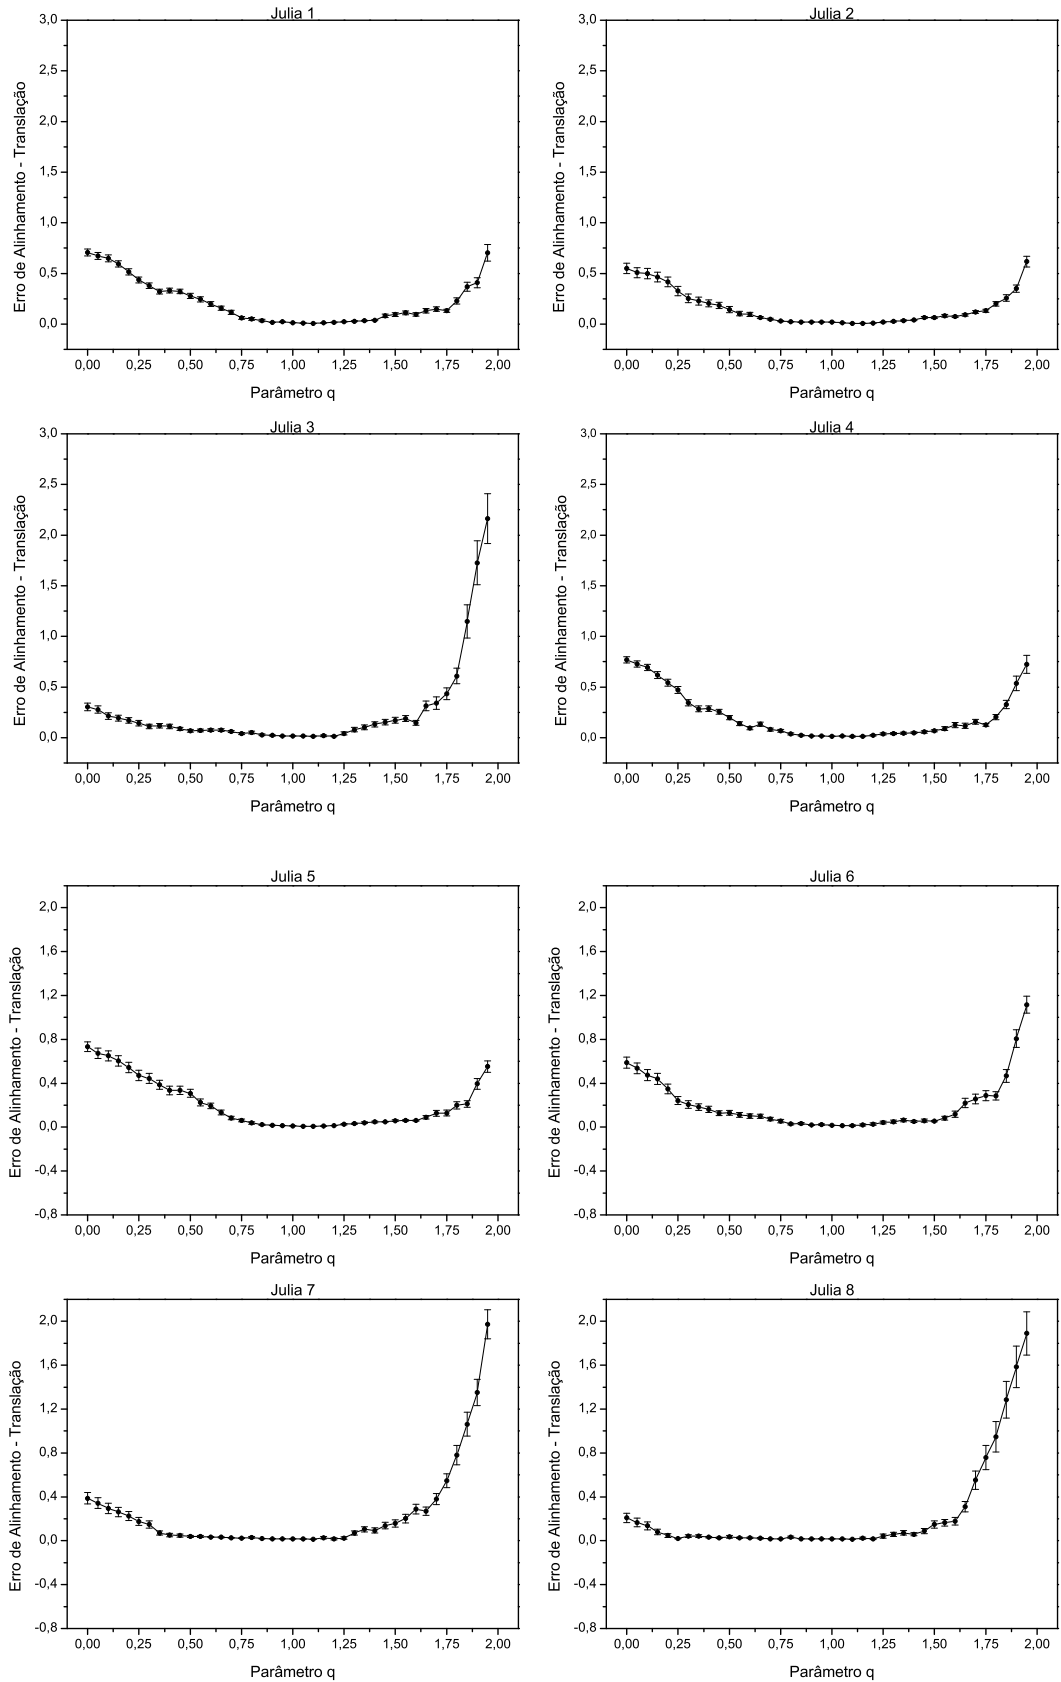 Julia 1
3,0
2,5
2,0
1,5
1,0
0,5
0,0
Erro de Alinhamento - Translação
0,00 0,25 0,50 0,75 1,00 1,25 1,50 1,75 2,00
Parâmetro q
Julia 2
3,0
2,5
2,0
1,5
1,0
0,5
0,0
Erro de Alinhamento - Translação
0,00 0,25 0,50 0,75 1,00 1,25 1,50 1,75 2,00
Parâmetro q
Julia 3
3,0
2,5
2,0
1,5
1,0
0,5
0,0
Erro de Alinhamento - Translação
0,00 0,25 0,50 0,75 1,00 1,25 1,50 1,75 2,00
Parâmetro q
Julia 4
3,0
2,5
2,0
1,5
1,0
0,5
0,0
Erro de Alinhamento - Translação
0,00 0,25 0,50 0,75 1,00 1,25 1,50 1,75 2,00
Parâmetro q
Julia 5
2,0
1,6
1,2
0,8
0,4
0,0
-0,4
-0,8
Erro de Alinhamento - Translação
0,00 0,25 0,50 0,75 1,00 1,25 1,50 1,75 2,00
Parâmetro q
Julia 6
2,0
1,6
1,2
0,8
0,4
0,0
-0,4
-0,8
Erro de Alinhamento - Translação
0,00 0,25 0,50 0,75 1,00 1,25 1,50 1,75 2,00
Parâmetro q
Julia 7
2,0
1,6
1,2
0,8
0,4
0,0
-0,4
-0,8
Erro de Alinhamento - Translação
0,00 0,25 0,50 0,75 1,00 1,25 1,50 1,75 2,00
Parâmetro q
Julia 8
2,0
1,6
1,2
0,8
0,4
0,0
-0,4
-0,8
Erro de Alinhamento - Translação
0,00 0,25 0,50 0,75 1,00 1,25 1,50 1,75 2,00
Parâmetro q